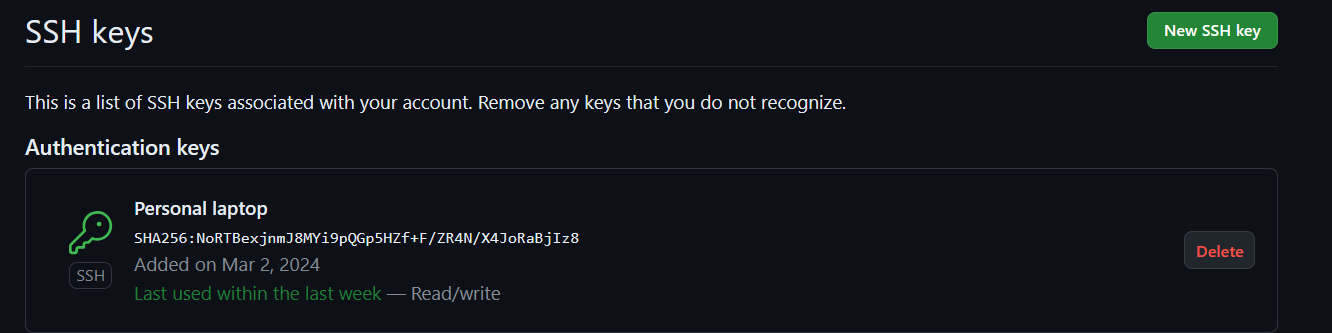 SSH keys
New SSH key
This is a list of SSH keys associated with your account. Remove any keys that you do not recognize.
Authentication keys
Personal laptop
SHA256:NoRTBexjnmJ8MYi9pQGp5HZf+F/ZR4N/X4JoRaBjIz8
Added on Mar 2, 2024
SSH
Delete
Last used within the last week — Read/write